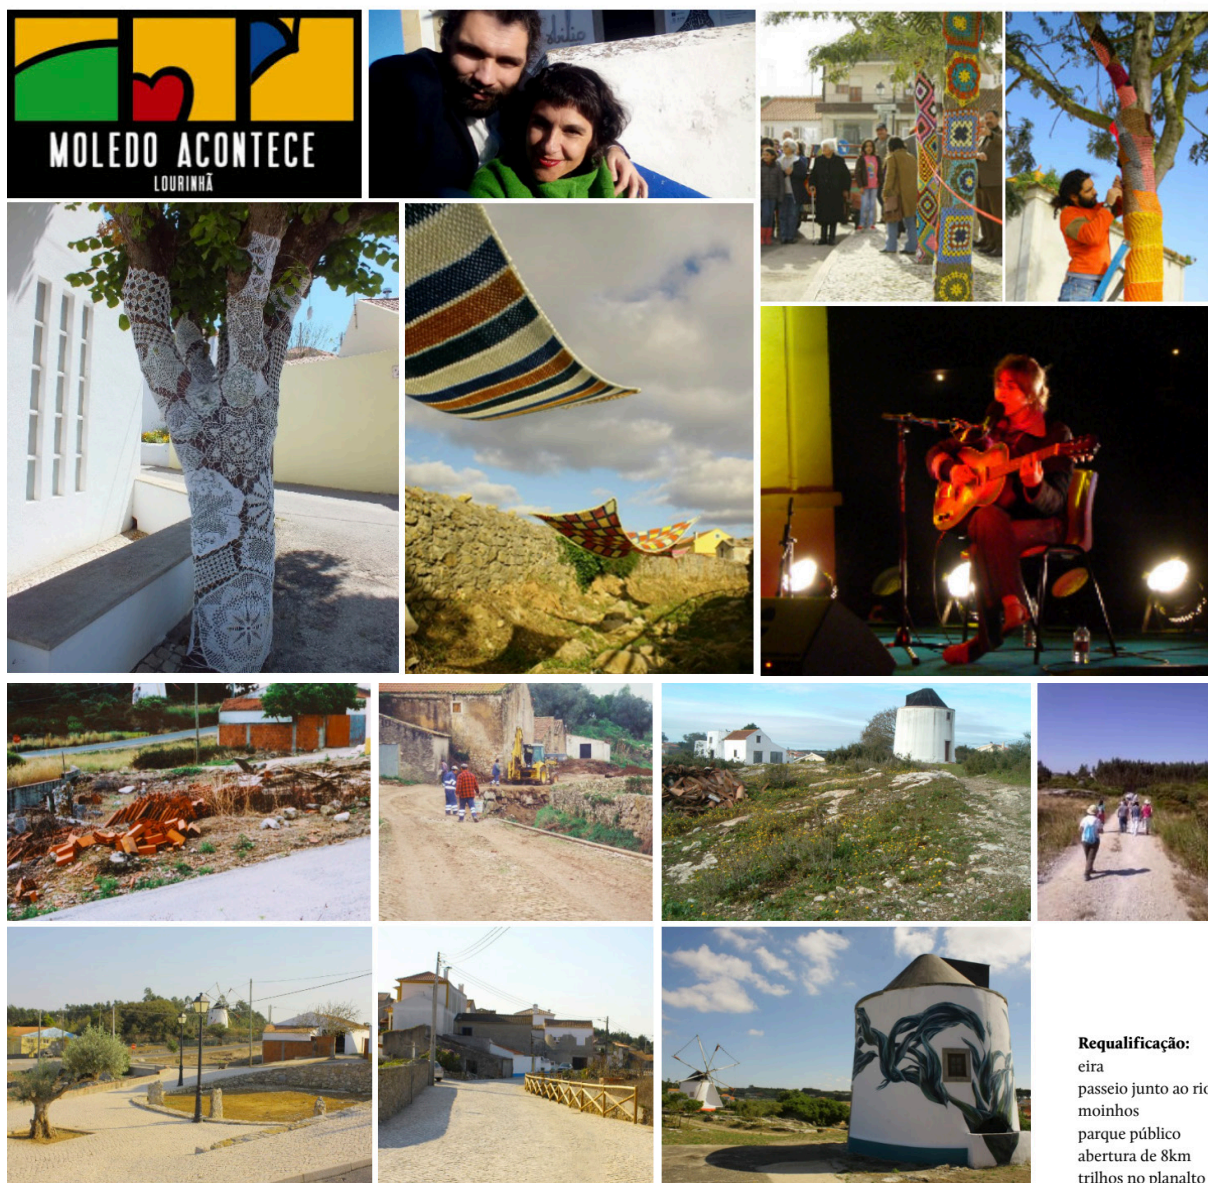 MOLEDO ACONTECE
LOURINHÃ
Requalificação:
eira
passeio junto ao rio
moinhos
parque público
abertura de 8km
trilhos no planalto